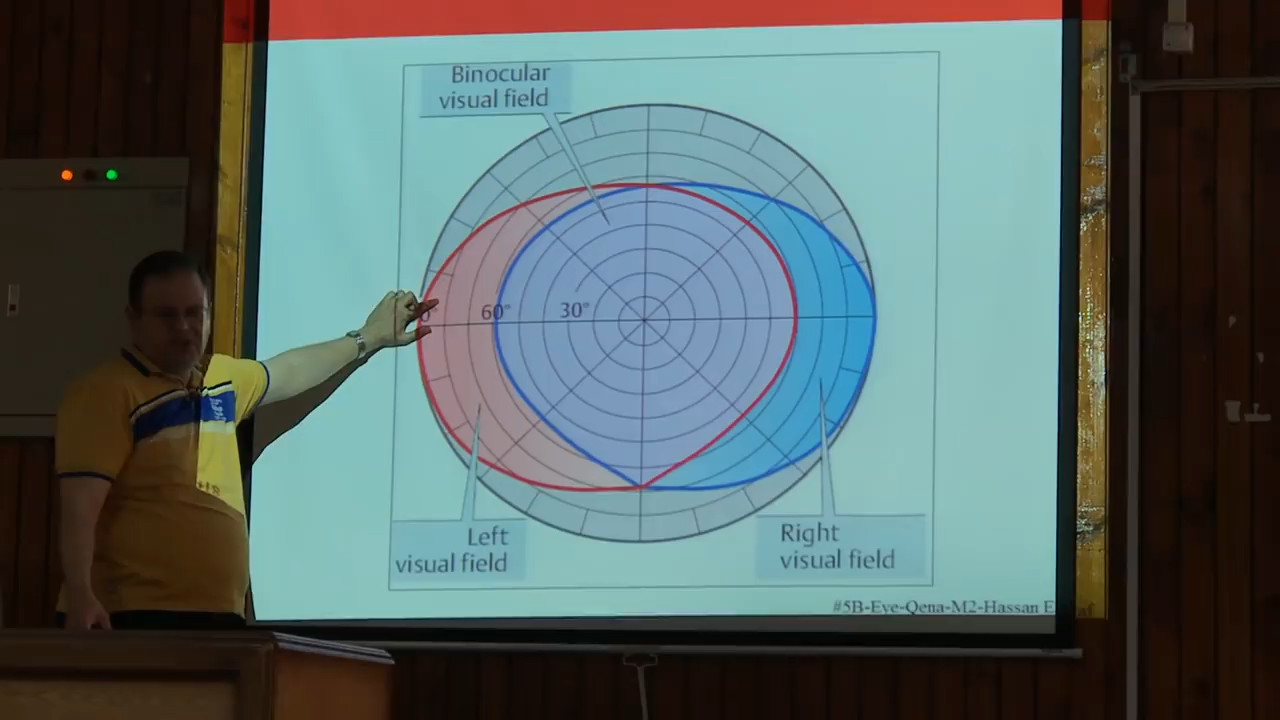 Binocular
visual field
60°
30°
Left
visual field
Right
visual field
#5B-Eye-Qena-M2-Hassan E